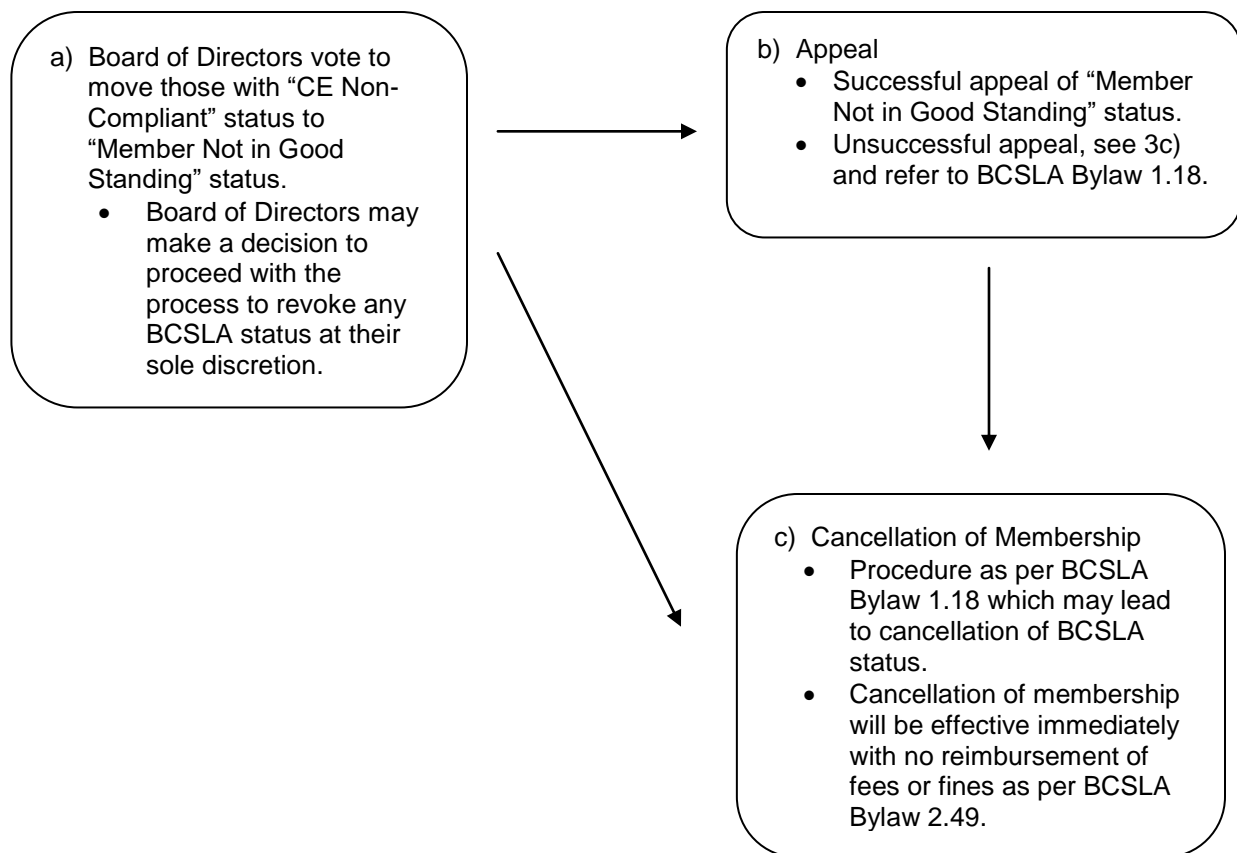 a) Board of Directors vote to
move those with “CE Non-
Compliant” status to
“Member Not in Good
Standing” status.
• Board of Directors may
make a decision to
proceed with the
process to revoke any
BCSLA status at their
sole discretion.
b) Appeal
• Successful appeal of “Member
Not in Good Standing” status.
• Unsuccessful appeal, see 3c)
and refer to BCSLA Bylaw 1.18.
c) Cancellation of Membership
• Procedure as per BCSLA
Bylaw 1.18 which may lead
to cancellation of BCSLA
status.
• Cancellation of membership
will be effective immediately
with no reimbursement of
fees or fines as per BCSLA
Bylaw 2.49.